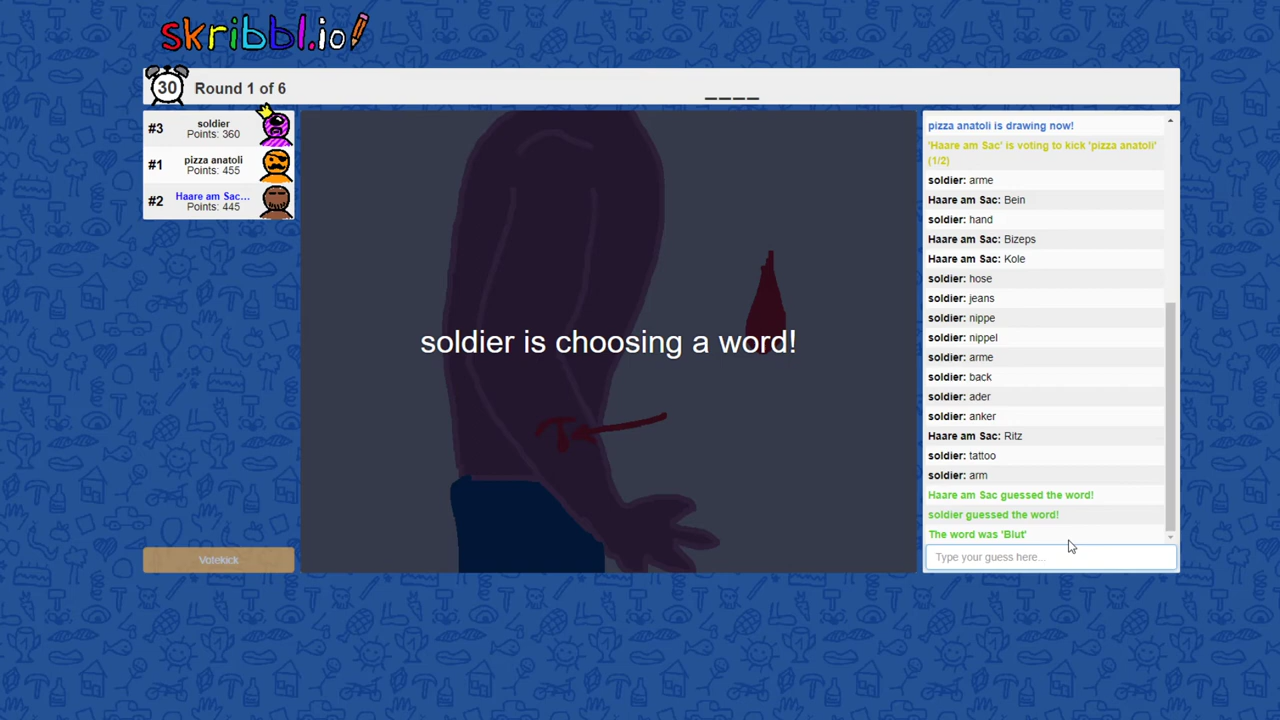 skribbl.io
30
Round 1 of 6
____
#3
soldier
Points: 360
#1
pizza anatoli
Points: 455
#2
Haare am Sac...
Points: 445
Votekick
soldier is choosing a word!
pizza anatoli is drawing now!
'Haare am Sac' is voting to kick 'pizza anatoli'
(1/2)
soldier: arme
Haare am Sac: Bein
soldier: hand
Haare am Sac: Bizeps
Haare am Sac: Kole
soldier: hose
soldier: jeans
soldier: nippe
soldier: nippel
soldier: arme
soldier: back
soldier: ader
soldier: anker
Haare am Sac: Ritz
soldier: tattoo
soldier: arm
Haare am Sac guessed the word!
soldier guessed the word!
The word was 'Blut'
Type your guess here...